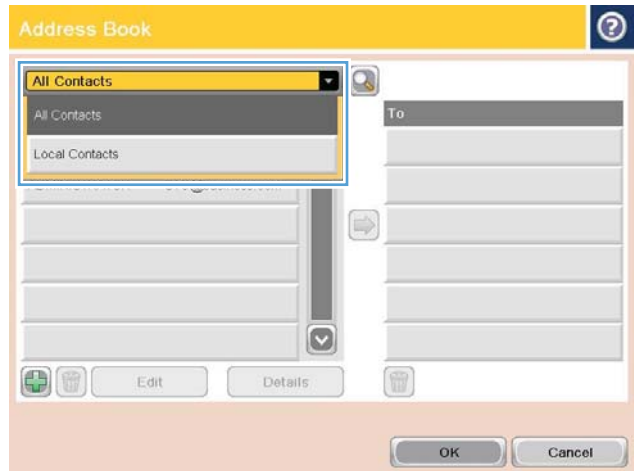 Address Book
All Contacts
All Contacts
To
Local Contacts
Edit
Details
OK
Cancel